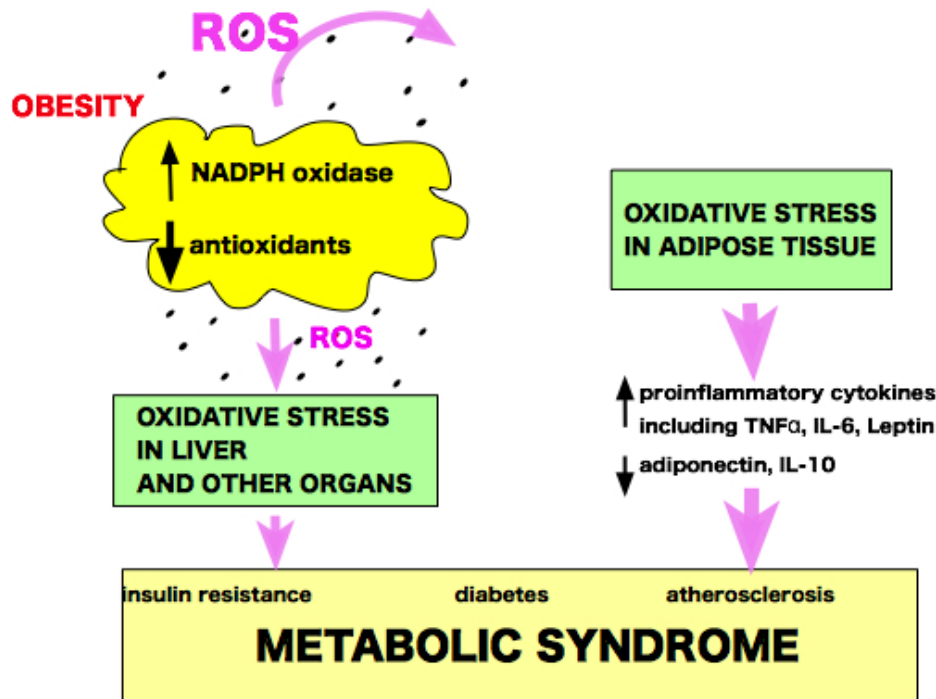 ROS
OBESITY
NADPH oxidase
antioxidants
ROS
OXIDATIVE STRESS
IN LIVER
AND OTHER ORGANS
OXIDATIVE STRESS
IN ADIPOSE TISSUE
proinflammatory cytokines
including TNFα, IL-6, Leptin
adiponectin, IL-10
insulin resistance
diabetes
atherosclerosis
METABOLIC SYNDROME